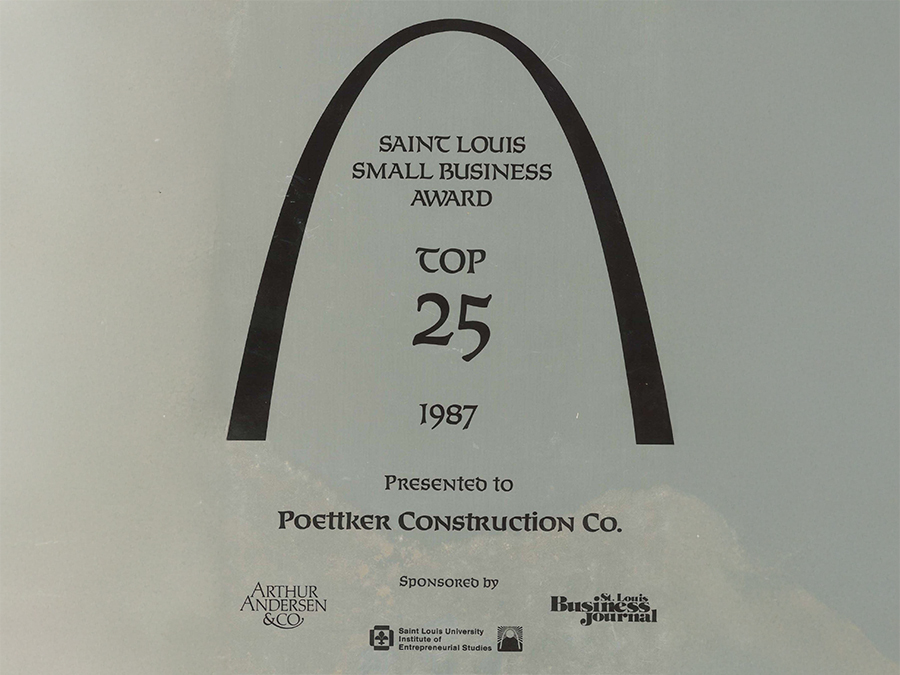 SAINT LOUIS
SMALL BUSINESS
AWARD
TOP
25
1987
Presented to
Poettker Construction Co.
Sponsored by
ARTHUR
ANDERSEN
& CO,
Saint Louis University
Institute of
Entrepreneurial Studies
St. Louis
Business
Journal